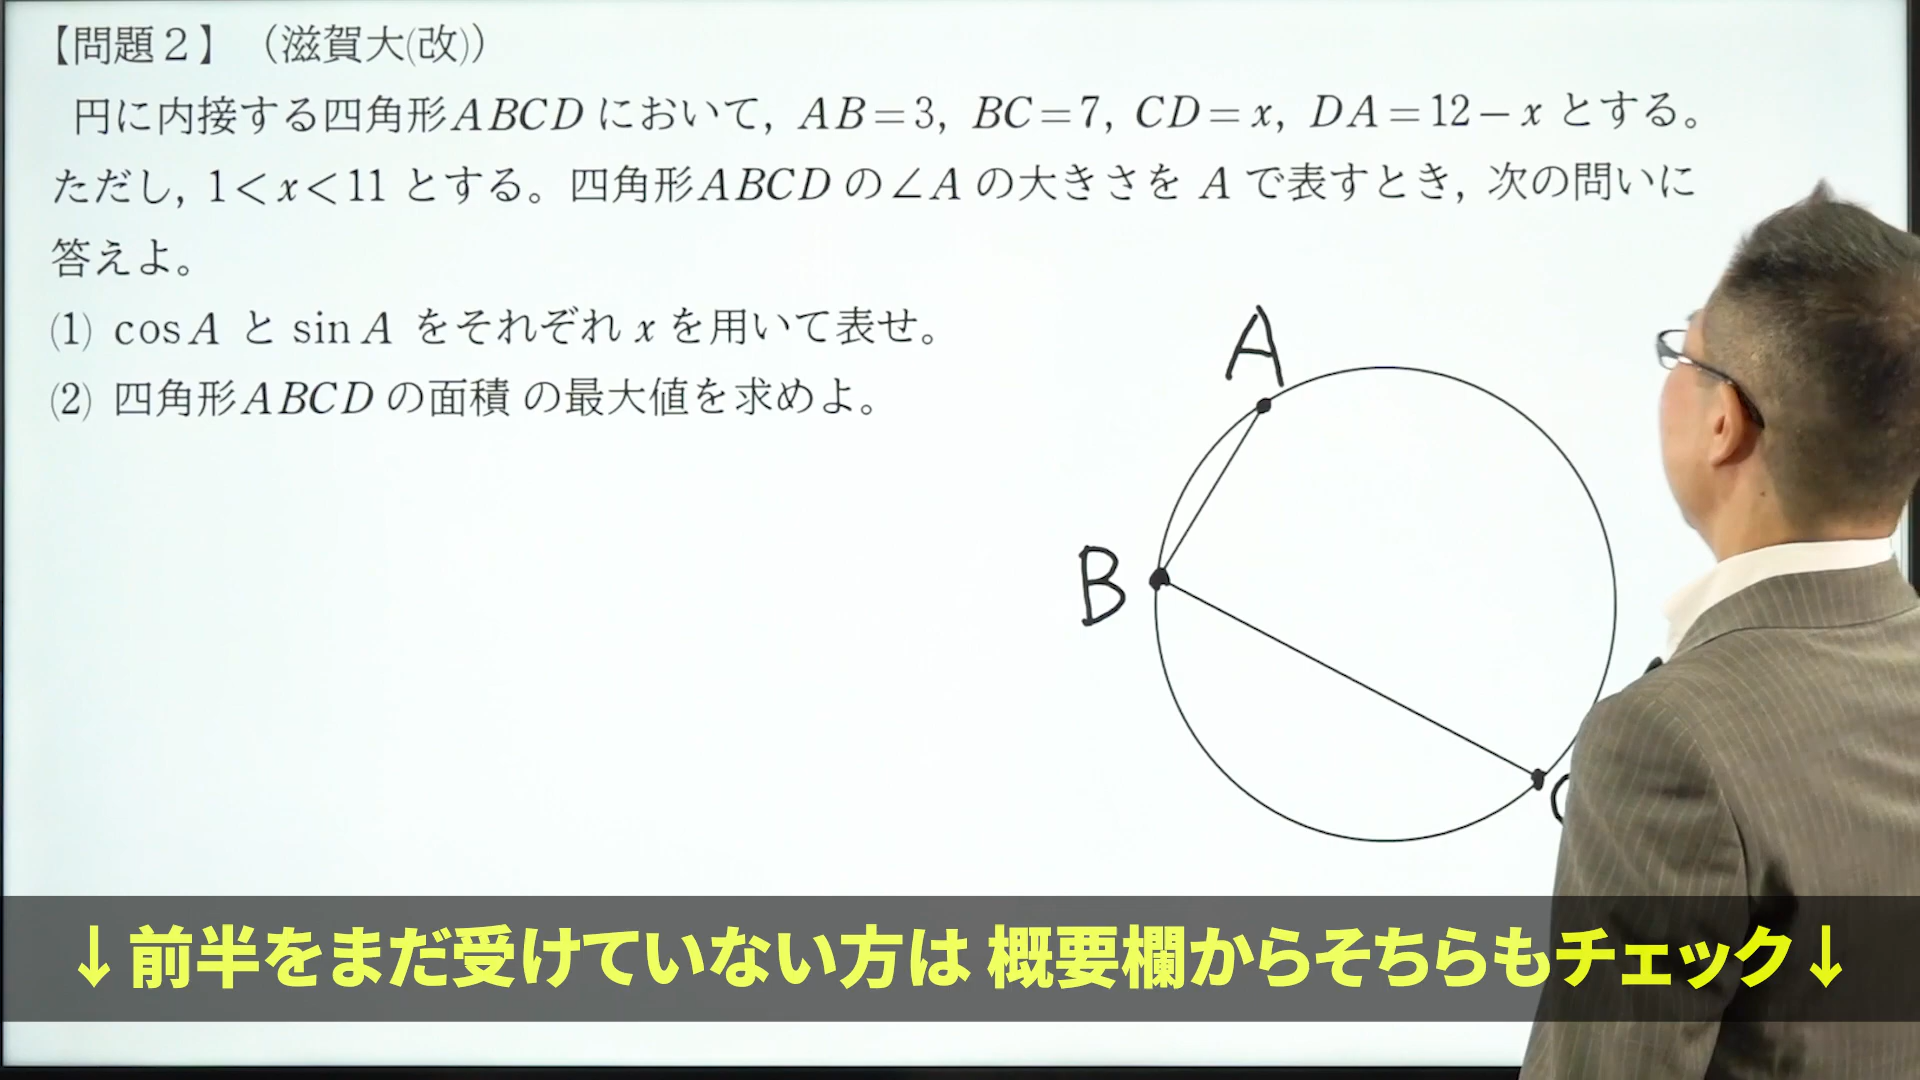 【問題２】（滋賀大(改)）
円に内接する四角形ABCD において, AB=3, BC=7, CD=x, DA=12−x とする。
ただし, 1<x<11 とする。四角形ABCD の∠A の大きさを A で表すとき, 次の問いに
答えよ。
(1) cosA と sinA をそれぞれ x を用いて表せ。
(2) 四角形ABCD の面積 の最大値を求めよ。
A
B
↓前半をまだ受けていない方は 概要欄からそちらもチェック↓